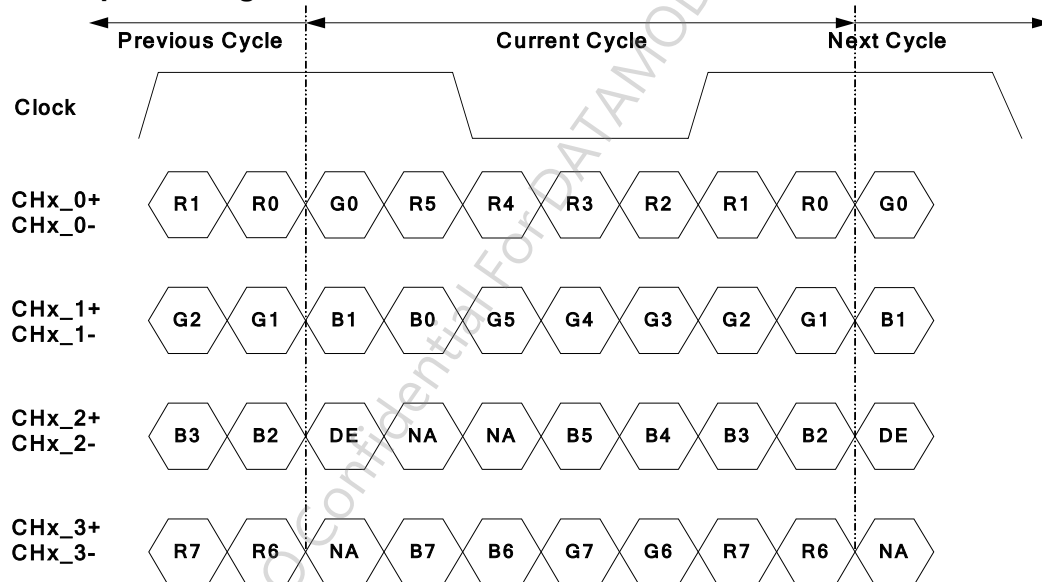 Previous Cycle Current Cycle Next Cycle
Clock
CHx_0+
CHx_0-
R1 R0 G0 R5 R4 R3 R2 R1 R0 G0
CHx_1+
CHx_1-
G2 G1 B1 B0 G5 G4 G3 G2 G1 B1
CHx_2+
CHx_2-
B3 B2 DE NA NA B5 B4 B3 B2 DE
CHx_3+
CHx_3-
R7 R6 NA B7 B6 G7 G6 R7 R6 NA
Confidential For